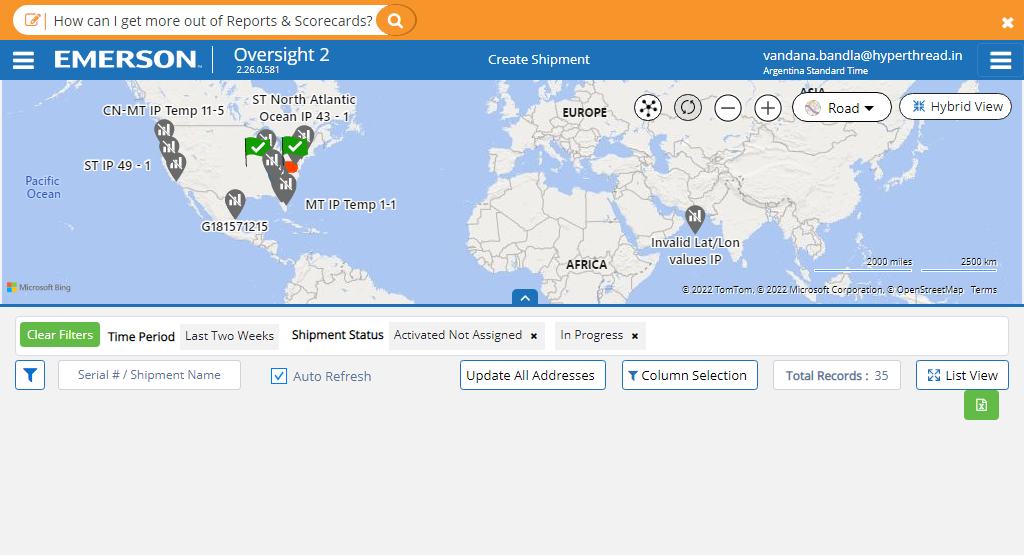 How can I get more out of Reports & Scorecards?
EMERSON
Oversight 2
2.26.0.581
Create Shipment
vandana.bandla@hyperthread.in
Argentina Standard Time
CN-MT IP Temp 11-5
ST North Atlantic
Ocean IP 43 - 1
EUROPE
ASIA
Road
Hybrid View
ST IP 49 - 1
Pacific
Ocean
MT IP Temp 1-1
G181571215
Invalid Lat/Lon
values IP
AFRICA
2000 miles
2500 km
Microsoft Bing
© 2022 TomTom, © 2022 Microsoft Corporation, © OpenStreetMap Terms
Clear Filters
Time Period
Last Two Weeks
Shipment Status
Activated Not Assigned ×
In Progress ×
Serial # / Shipment Name
Auto Refresh
Update All Addresses
Column Selection
Total Records : 35
List View